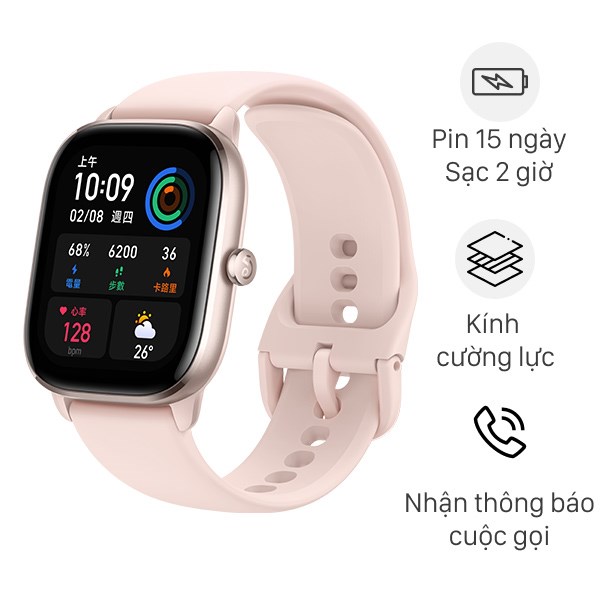 上午
10:09
02/08 週四
68% 6200 36
電量 步數 卡路里
心率
128
bpm
26°
Pin 15 ngày
Sạc 2 giờ
Kính
cường lực
Nhận thông báo
cuộc gọi